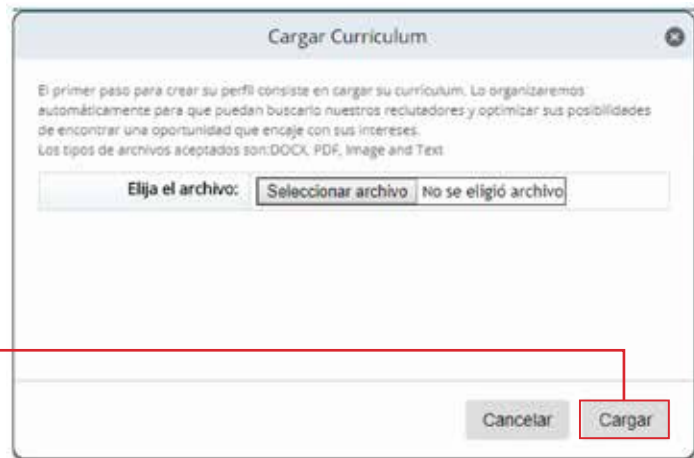 Cargar Curriculum
El primer paso para crear su perfil consiste en cargar su curriculum. Lo organizaremos
automáticamente para que puedan buscarlo nuestros reclutadores y optimizar sus posibilidades
de encontrar una oportunidad que encaje con sus intereses.
Los tipos de archivos aceptados son:DOCX, PDF, Image and Text
Elija el archivo: Seleccionar archivo No se eligió archivo
Cancelar Cargar